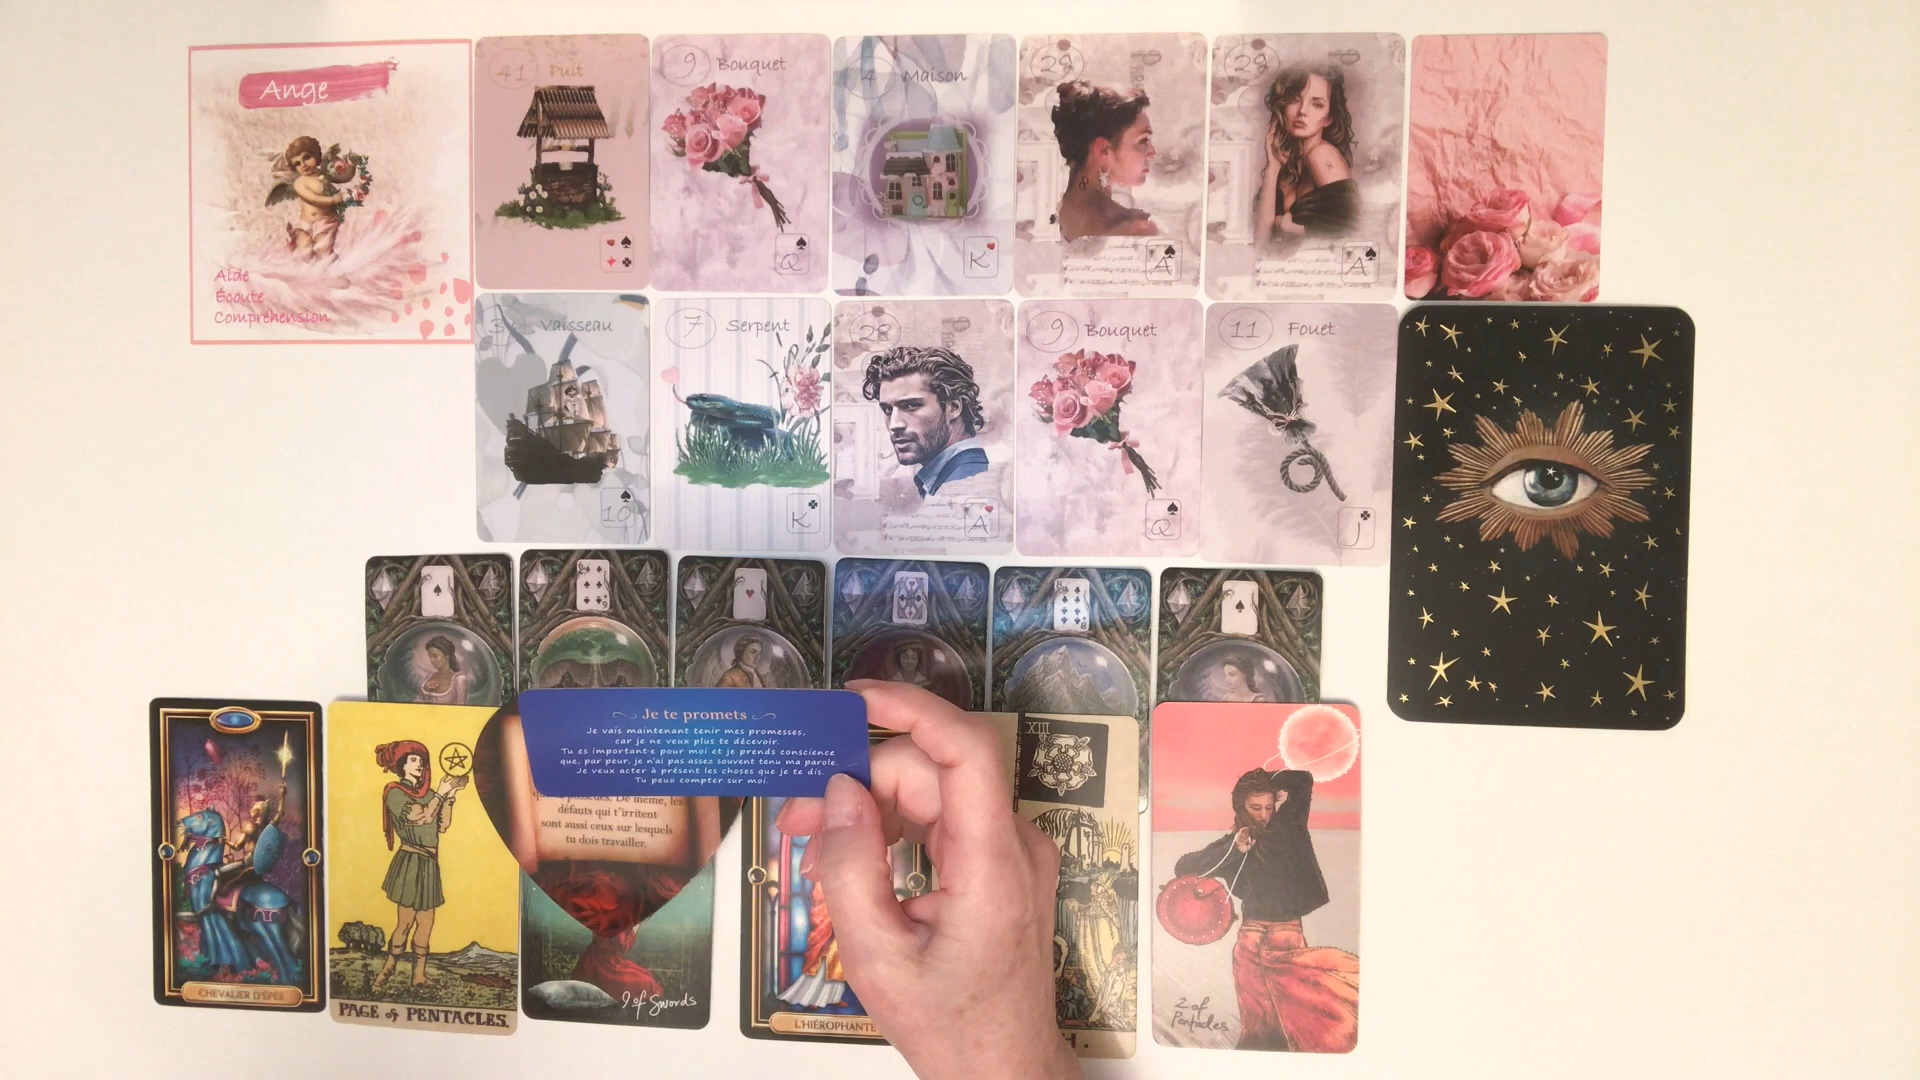 Ange
Aide
Écoute
Compréhension
41 Puit
9 Bouquet
Q
4 Maison
K
29
A
29
A
3 Vaisseau
10
7 Serpent
K
28
A
9 Bouquet
Q
11 Fouet
J
Je te promets
Je vais maintenant tenir mes promesses,
car je ne veux plus te décevoir.
Tu es important·e pour moi et je prends conscience
que, par peur, je n'ai pas assez souvent tenu ma parole.
Je veux acter à présent les choses que je te dis.
Tu peux compter sur moi.
De même, les
défauts qui t'irritent
sont aussi ceux sur lesquels
tu dois travailler.
CHEVALIER D'ÉPÉE
PAGE of PENTACLES.
9 of Swords
L'HIÉROPHANTE
XIII
2 of
Pentacles